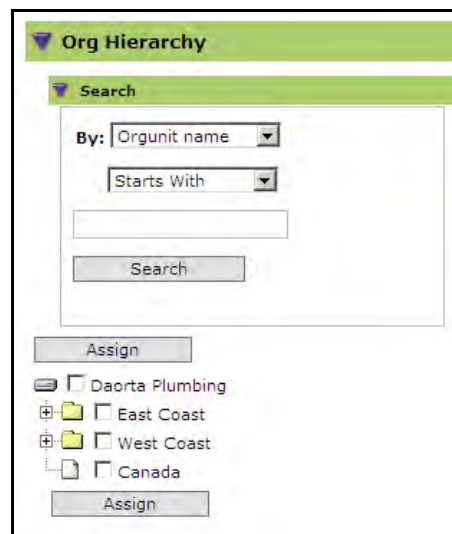 Org Hierarchy
Search
By: Orgunit name
Starts With
Search
Assign
Daorta Plumbing
East Coast
West Coast
Canada
Assign